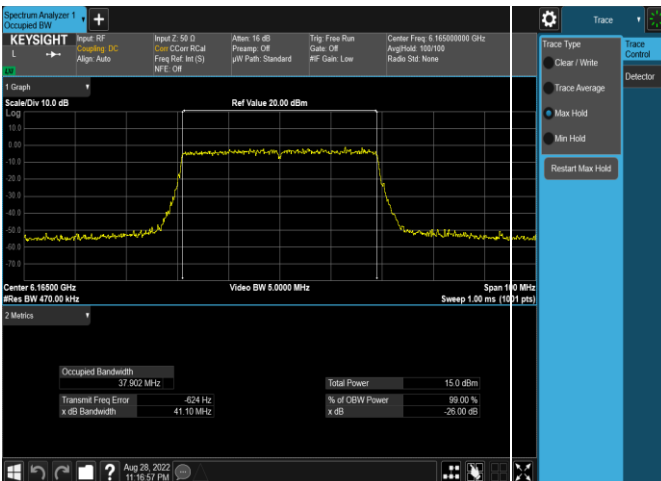 Spectrum Analyzer 1
Occupied BW
KEYSIGHT
L
Input: RF
Coupling: DC
Align: Auto
Input Z: 50 Ω
Corr CCorr RCal
Freq Ref: Int (S)
NFE: Off
Atten: 16 dB
Preamp: Off
µW Path: Standard
Trig: Free Run
Gate: Off
#IF Gain: Low
Center Freq: 6.165000000 GHz
Avg|Hold: 100/100
Radio Std: None
Trace
Trace Type
Clear / Write
Trace Average
Max Hold
Min Hold
Restart Max Hold
Trace
Control
Detector
1 Graph
Scale/Div 10.0 dB
Ref Value 20.00 dBm
Log
10.0
0.00
-10.0
-20.0
-30.0
-40.0
-50.0
-60.0
-70.0
Center 6.16500 GHz
Video BW 5.0000 MHz
Span 100 MHz
#Res BW 470.00 kHz
Sweep 1.00 ms (1001 pts)
2 Metrics
Occupied Bandwidth
37.902 MHz
Total Power 15.0 dBm
Transmit Freq Error -624 Hz
% of OBW Power 99.00 %
x dB Bandwidth 41.10 MHz
x dB -26.00 dB
?
Aug 28, 2022
11:16:57 PM